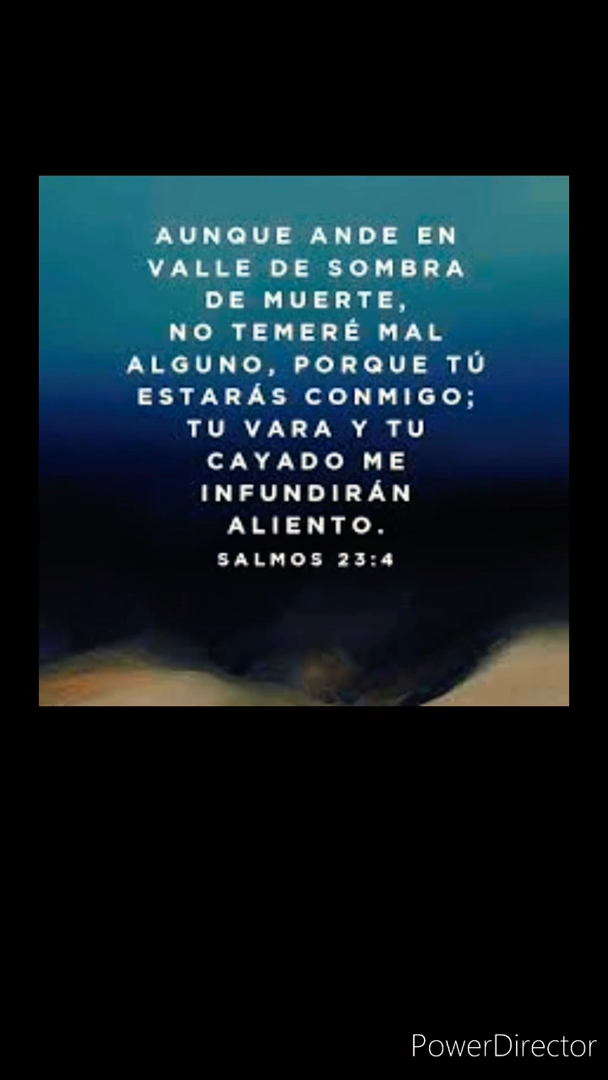 AUNQUE ANDE EN
VALLE DE SOMBRA
DE MUERTE,
NO TEMERÉ MAL
ALGUNO, PORQUE TÚ
ESTARÁS CONMIGO;
TU VARA Y TU
CAYADO ME
INFUNDIRÁN
ALIENTO.
SALMOS 23:4
PowerDirector